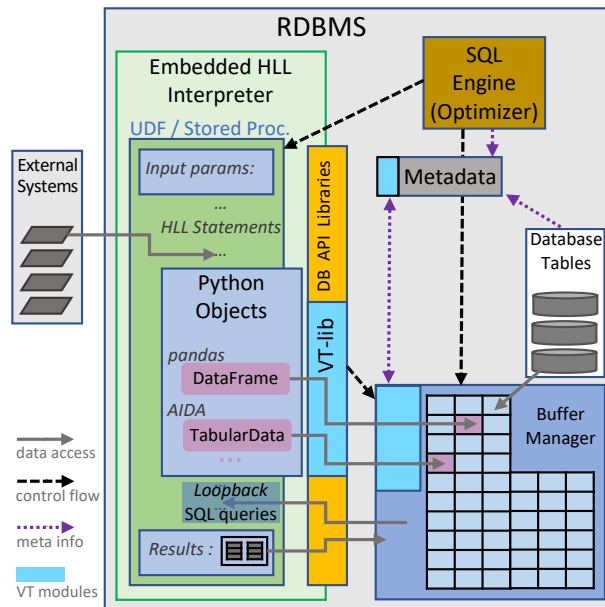 RDBMS
Embedded HLL
Interpreter
SQL
Engine
(Optimizer)
UDF / Stored Proc.
External
Systems
Input params:
...
HLL Statements
...
Metadata
Database
Tables
DB API Libraries
Python
Objects
VT-lib
pandas
DataFrame
AIDA
TabularData
...
Buffer
Manager
Loopback
SQL queries
Results :
data access
control flow
meta info
VT modules